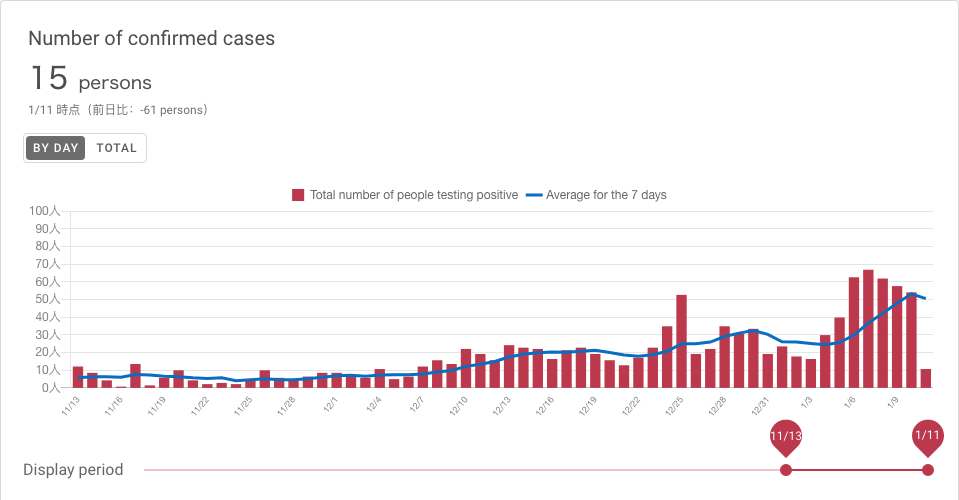 Number of confirmed cases
15 persons
1/11 時点（前日比：-61 persons）
BY DAY TOTAL
Total number of people testing positive Average for the 7 days
100人
90人
80人
70人
60人
50人
40人
30人
20人
10人
0人
11/13 11/16 11/19 11/22 11/25 11/28 12/1 12/4 12/7 12/10 12/13 12/16 12/19 12/22 12/25 12/28 12/31 1/3 1/6 1/9
11/13 1/11
Display period